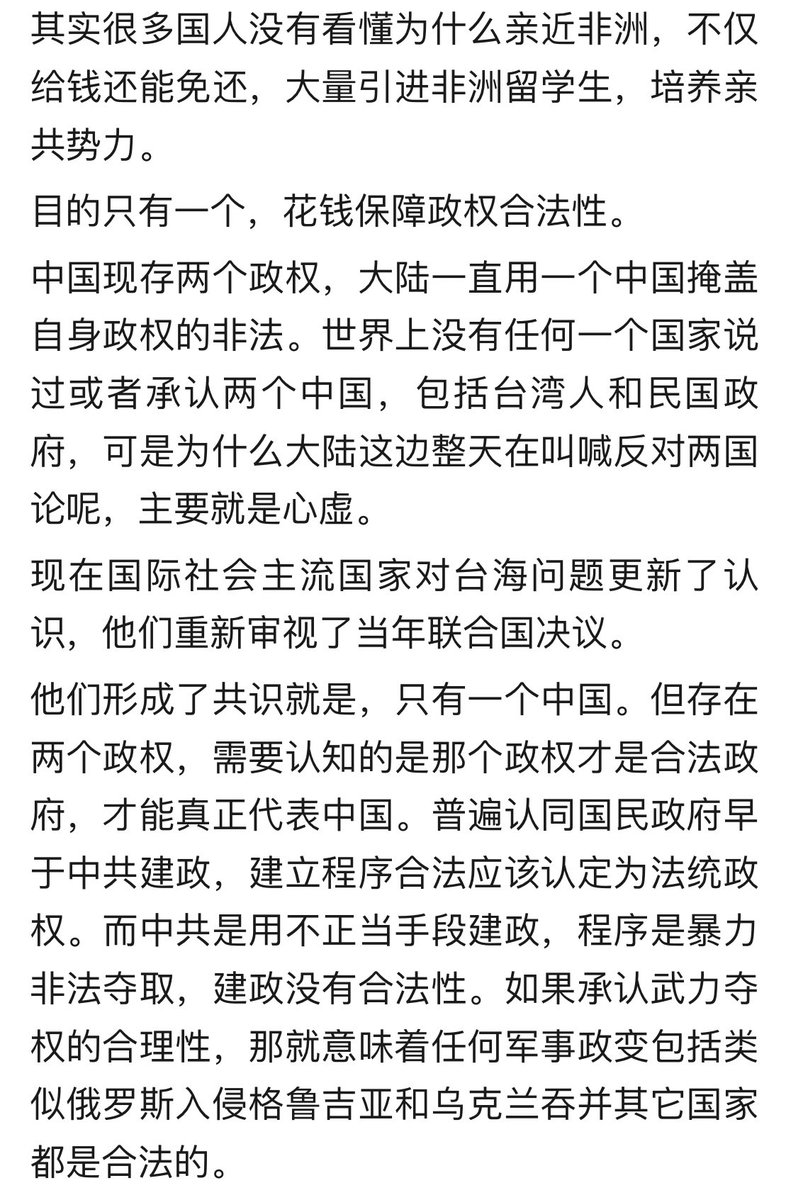 其实很多国人没有看懂为什么亲近非洲，不仅
给钱还能免还，大量引进非洲留学生，培养亲
共势力。
目的只有一个，花钱保障政权合法性。
中国现存两个政权，大陆一直用一个中国掩盖
自身政权的非法。世界上没有任何一个国家说
过或者承认两个中国，包括台湾人和民国政
府，可是为什么大陆这边整天在叫喊反对两国
论呢，主要就是心虚。
现在国际社会主流国家对台海问题更新了认
识，他们重新审视了当年联合国决议。
他们形成了共识就是，只有一个中国。但存在
两个政权，需要认知的是那个政权才是合法政
府，才能真正代表中国。普遍认同国民政府早
于中共建政，建立程序合法应该认定为法统政
权。而中共是用不正当手段建政，程序是暴力
非法夺取，建政没有合法性。如果承认武力夺
权的合理性，那就意味着任何军事政变包括类
似俄罗斯入侵格鲁吉亚和乌克兰吞并其它国家
都是合法的。